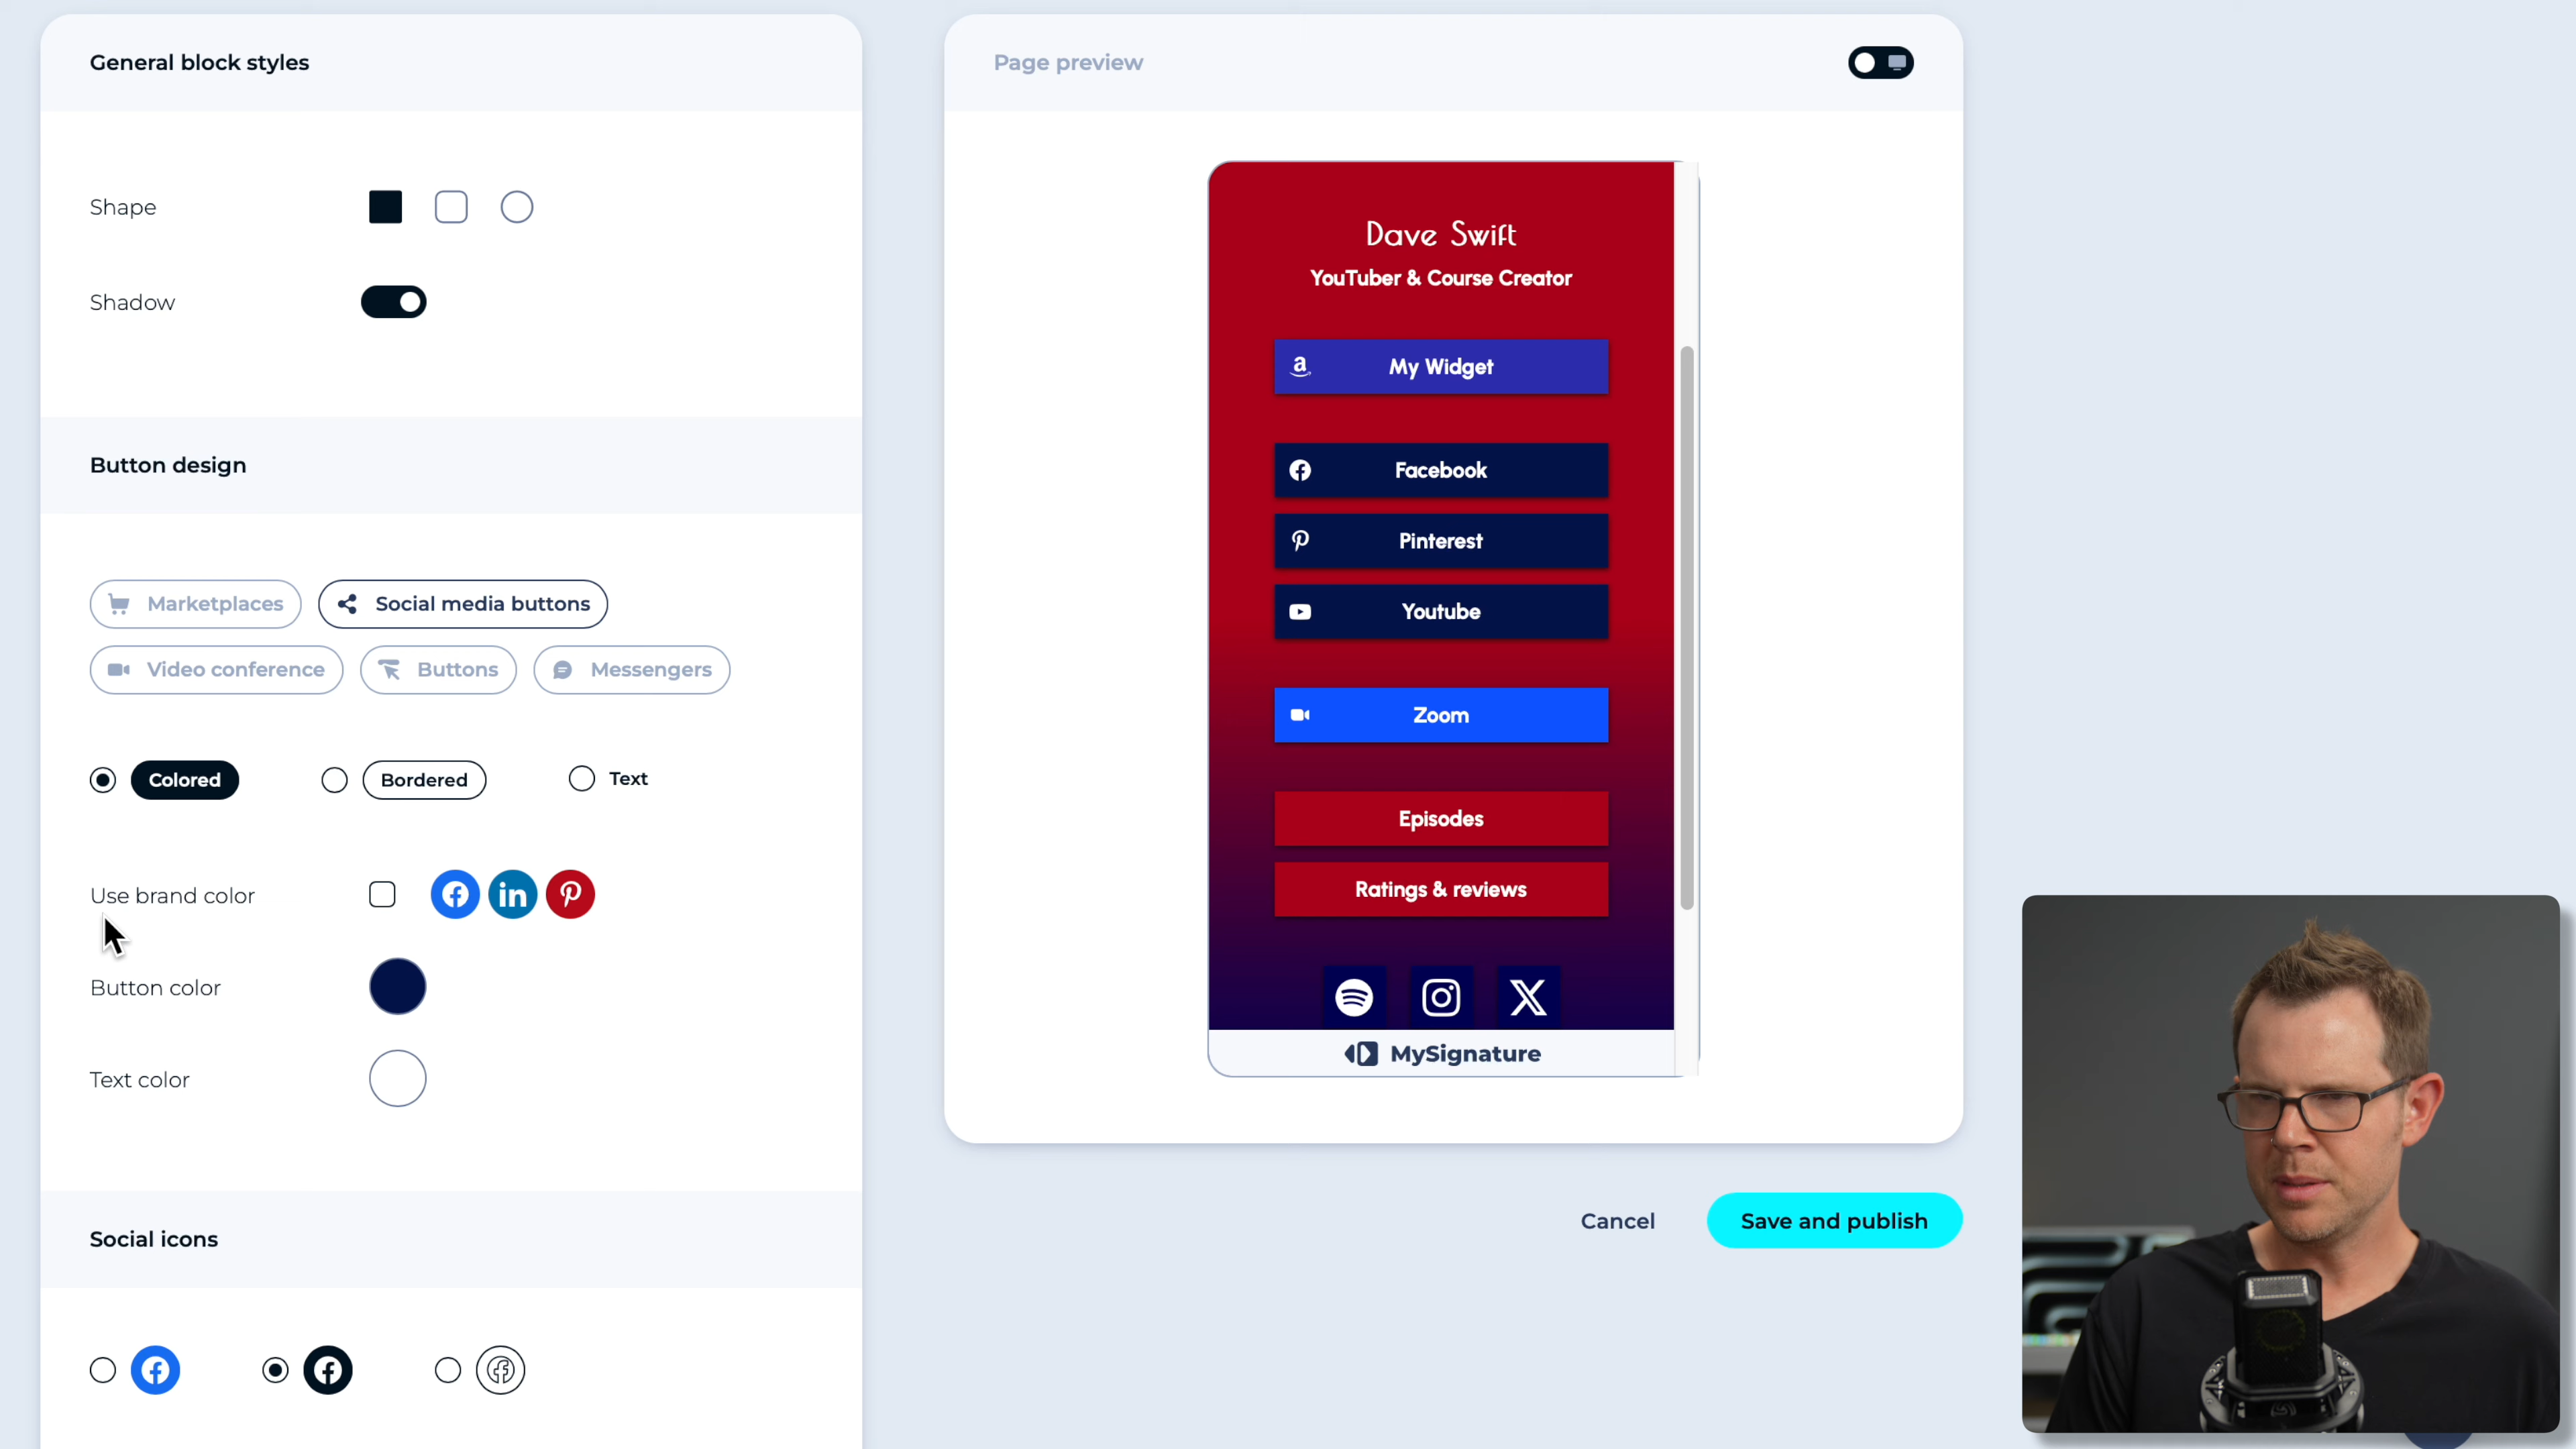 General block styles
Shape
Shadow
Button design
Marketplaces
Social media buttons
Video conference
Buttons
Messengers
Colored
Bordered
Text
Use brand color
Button color
Text color
Social icons
Page preview
Dave Swift
YouTuber & Course Creator
My Widget
Facebook
Pinterest
Youtube
Zoom
Episodes
Ratings & reviews
MySignature
Cancel
Save and publish